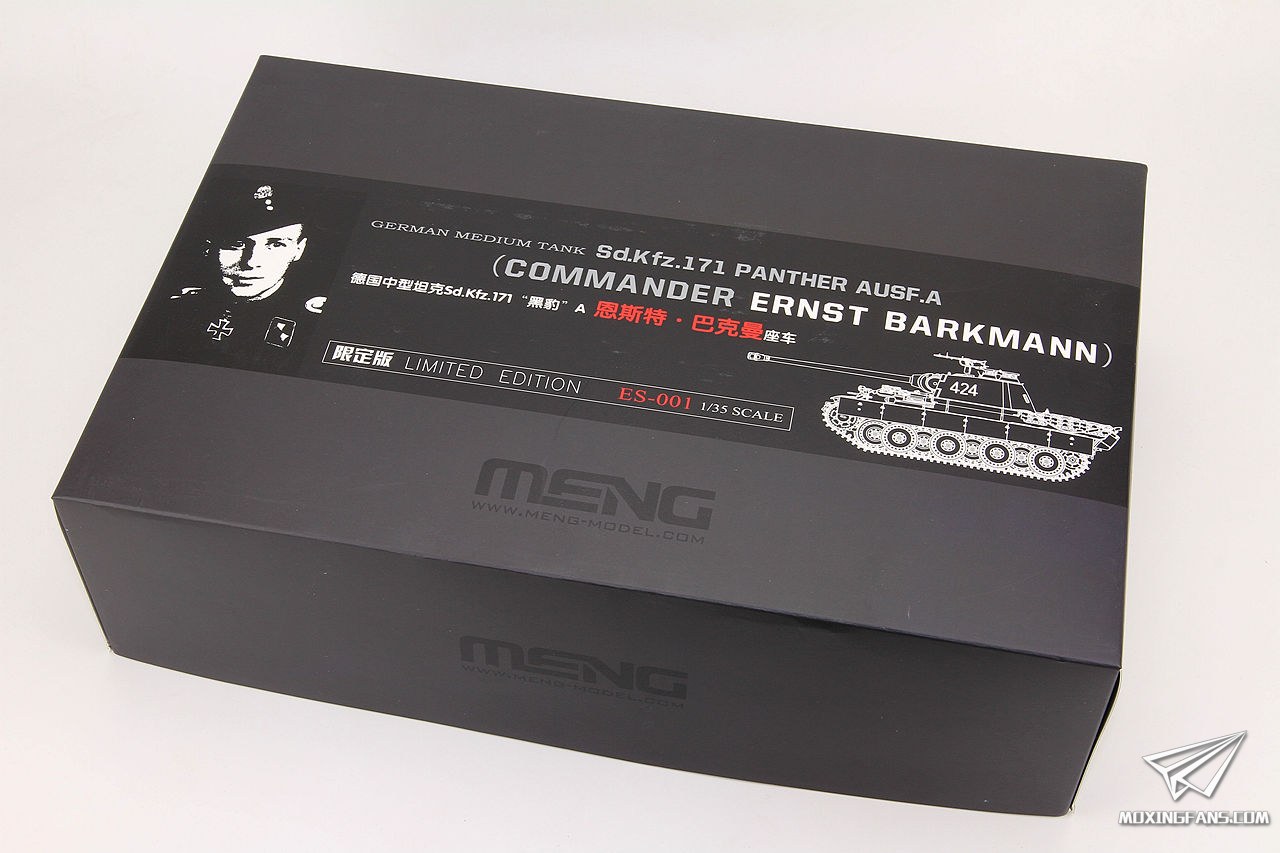 GERMAN MEDIUM TANK Sd.Kfz.171 PANTHER AUSF.A
(COMMANDER ERNST BARKMANN)
德国中型坦克Sd.Kfz.171 “黑豹” A 恩斯特·巴克曼座车
限定版 LIMITED EDITION ES-001 1/35 SCALE
424
MENG
WWW.MENG-MODEL.COM
MENG
WWW.MENG-MODEL.COM
MOXINGFANS.COM